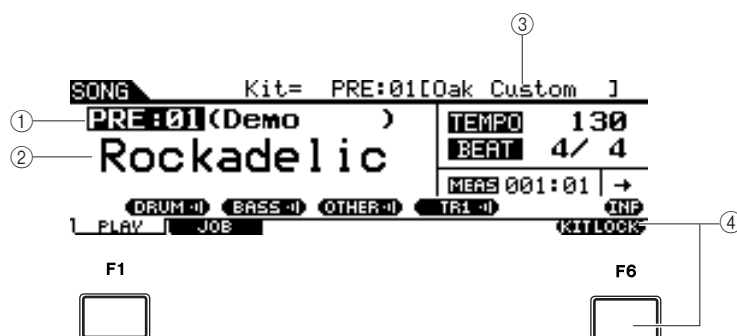 ③
SONG Kit= PRE:01[Oak Custom ]
① PRE:01(Demo ) TEMPO 130
② Rockadelic BEAT 4/ 4
MEAS 001:01 →
DRUM BASS OTHER TR1 INF
PLAY JOB KITLOCK ④
F1 F6